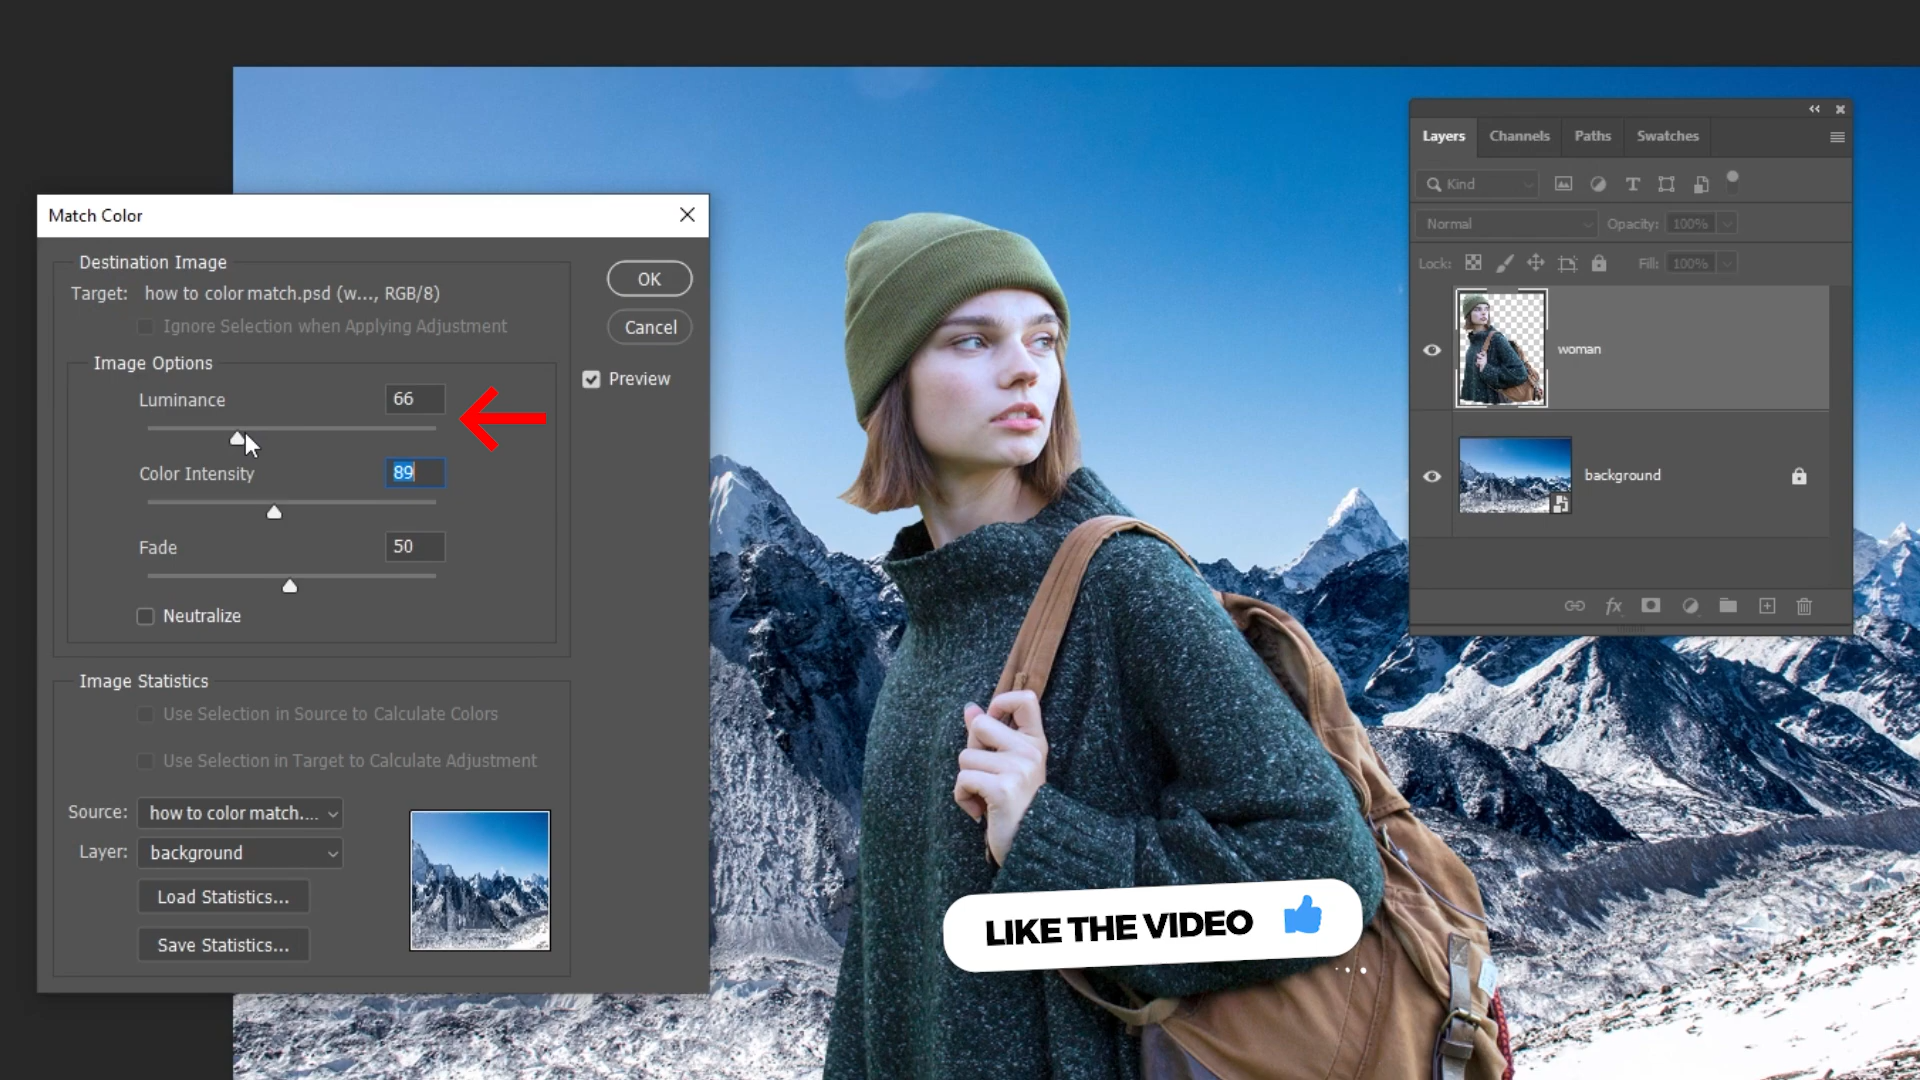 Match Color
Destination Image
Target: how to color match.psd (w..., RGB/8)
Ignore Selection when Applying Adjustment
Image Options
Luminance 66
Color Intensity 89
Fade 50
Neutralize
OK
Cancel
Preview
Image Statistics
Use Selection in Source to Calculate Colors
Use Selection in Target to Calculate Adjustment
Source: how to color match....
Layer: background
Load Statistics...
Save Statistics...
LIKE THE VIDEO
Layers Channels Paths Swatches
Kind
Normal Opacity: 100%
Lock: Fill: 100%
woman
background